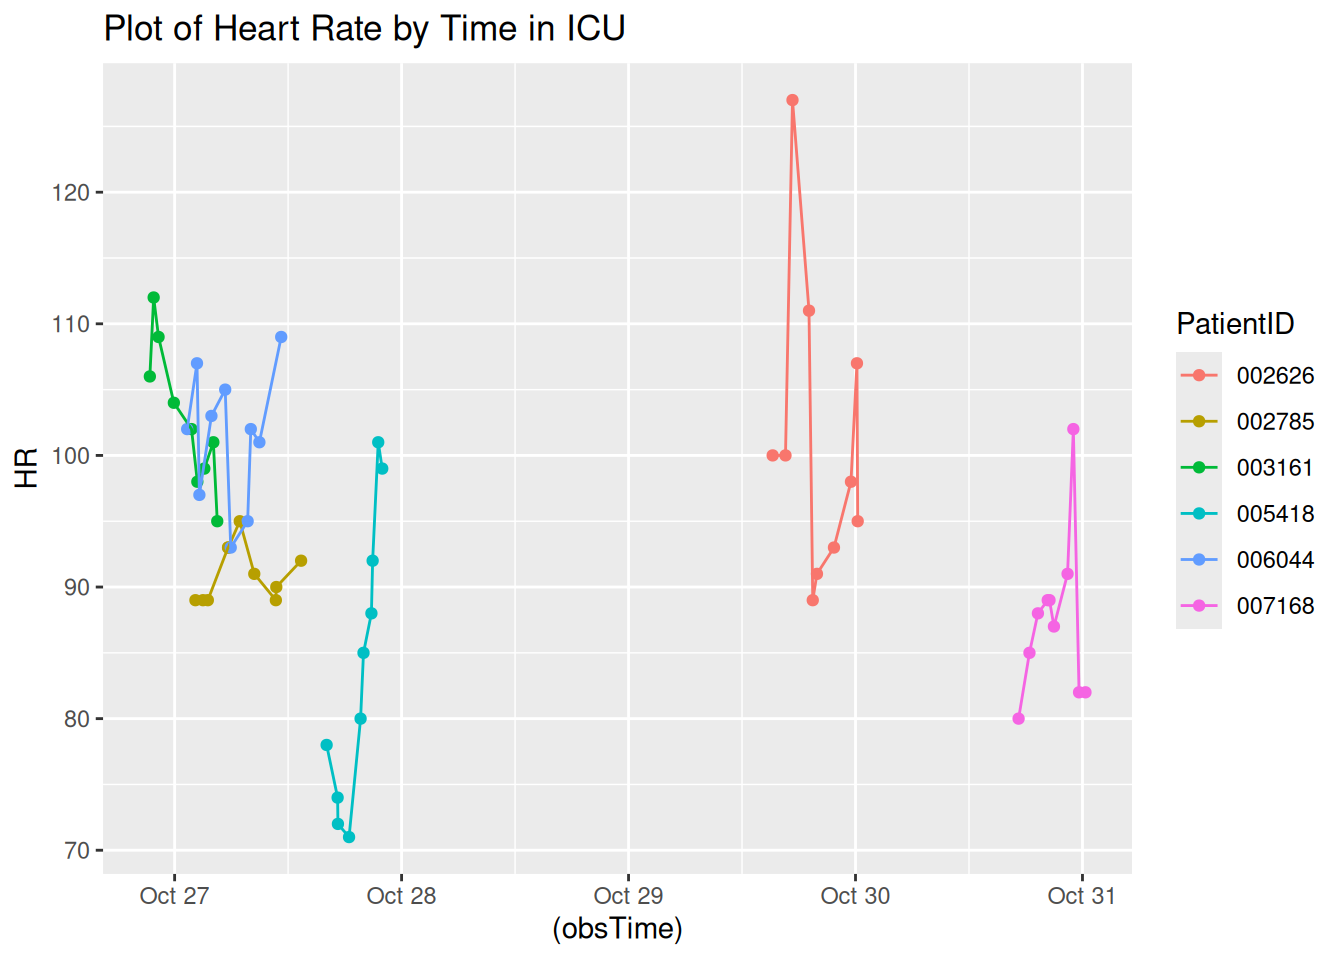 Plot of Heart Rate by Time in ICU
HR
120
110
100
90
80
70
Oct 27 Oct 28 Oct 29 Oct 30 Oct 31
(obsTime)
PatientID
002626
002785
003161
005418
006044
007168